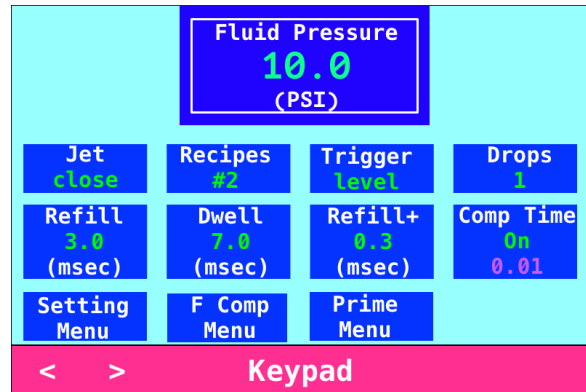 Fluid Pressure
10.0
(PSI)
Jet
close
Recipes
#2
Trigger
level
Drops
1
Refill
3.0
(msec)
Dwell
7.0
(msec)
Refill+
0.3
(msec)
Comp Time
On
0.01
Setting
Menu
F Comp
Menu
Prime
Menu
< > Keypad